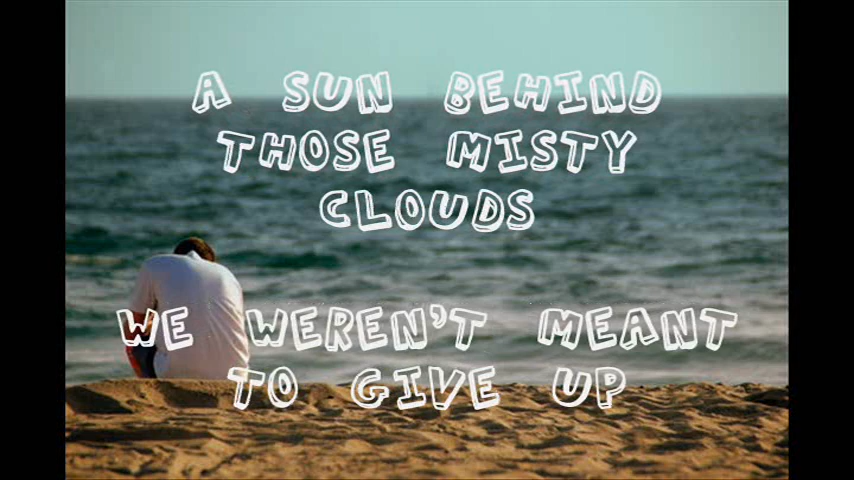 A SUN BEHIND
THOSE MISTY
CLOUDS
WE WEREN'T MEANT
TO GIVE UP